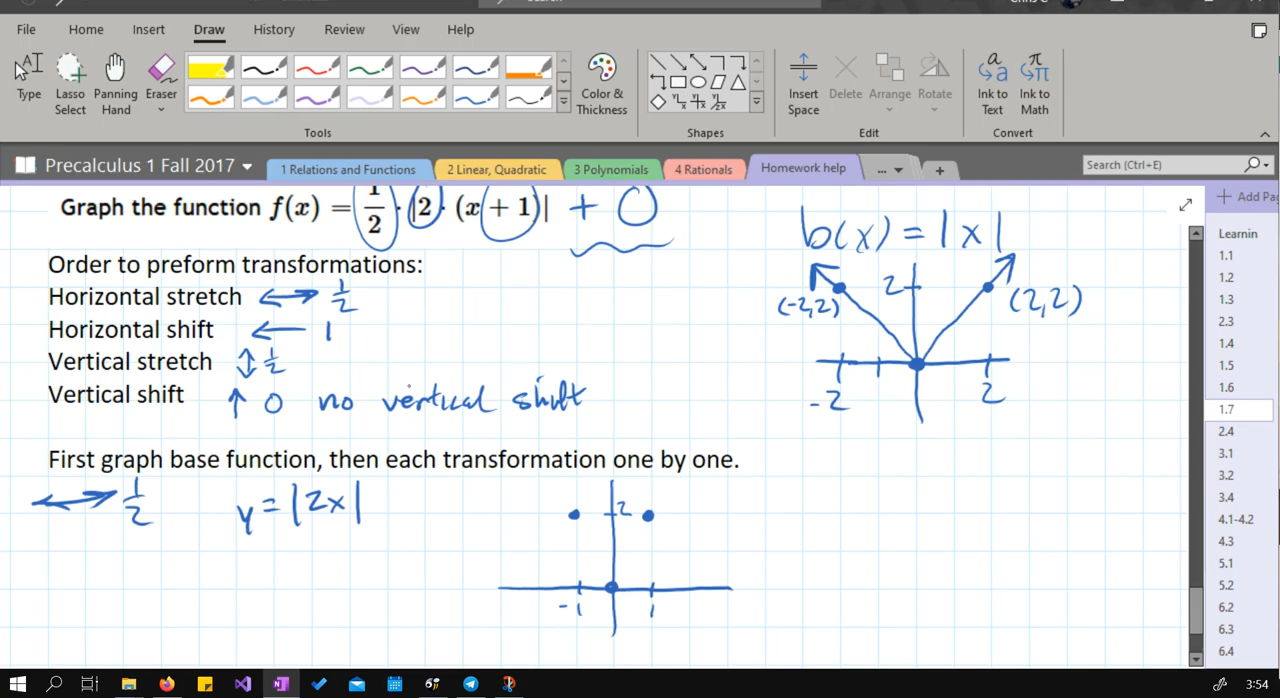 File Home Insert Draw History Review View Help
Type Lasso Select Panning Hand Eraser Color & Thickness Insert Space Delete Arrange Rotate Ink to Text Ink to Math
Tools Shapes Edit Convert
Precalculus 1 Fall 2017 1 Relations and Functions 2 Linear, Quadratic 3 Polynomials 4 Rationals Homework help ... + Search (Ctrl+E)
Graph the function f(x) = 1/2 · |2 · (x + 1)| + 0
Order to preform transformations:
Horizontal stretch ↔ 1/2
Horizontal shift ← 1
Vertical stretch ↕ 1/2
Vertical shift ↑ 0 no vertical shift
b(x) = |x|
2
(-2,2)
(2,2)
-2 2
First graph base function, then each transformation one by one.
↔ 1/2 y = |2x|
2
-1 1
+ Add Pag
Learnin
1.1
1.2
1.3
2.3
1.4
1.5
1.6
1.7
2.4
3.1
3.2
3.4
4.1-4.2
4.3
5.1
5.2
6.2
6.3
6.4
3:54